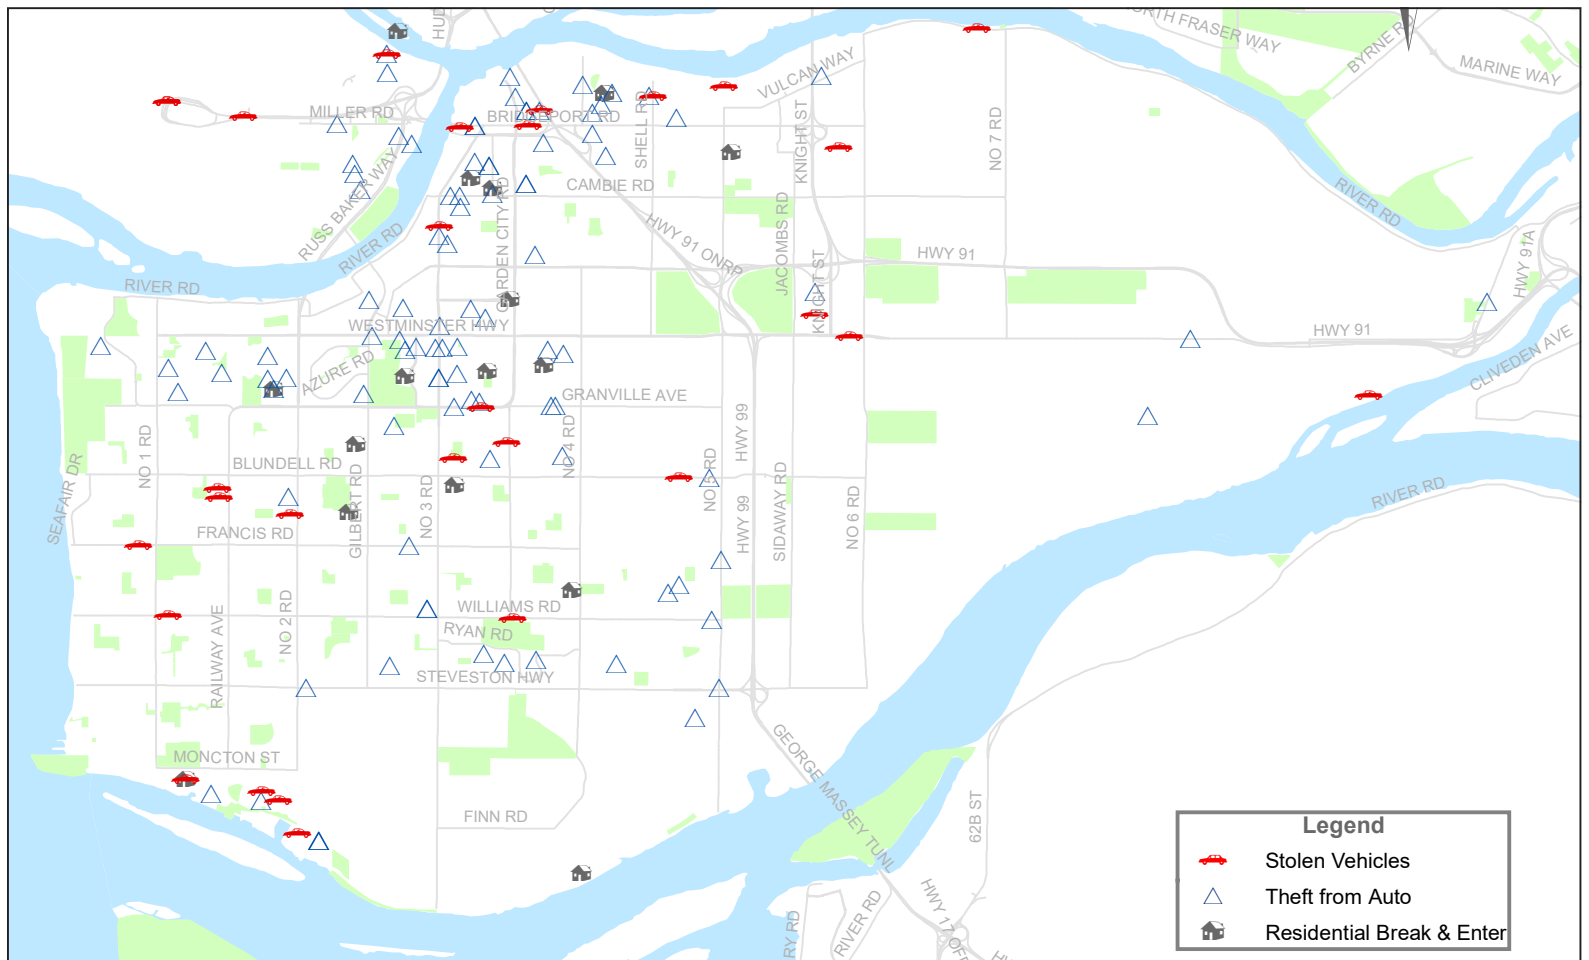 NORTH FRASER WAY
BYRNE RD
MARINE WAY
VULCAN WAY
MILLER RD
BRIDGEPORT RD
SHELL RD
KNIGHT ST
NO 7 RD
RUSS BAKER WAY
CAMBIE RD
RIVER RD
RIVER RD
GARDEN CITY RD
HWY 91 ONRP
JACOBMBS RD
KNIGHT ST
HWY 91
HWY 91A
RIVER RD
WESTMINSTER HWY
HWY 91
CLIVEDEN AVE
AZURE RD
GRANVILLE AVE
NO 1 RD
NO 4 RD
HWY 99
BLUNDELL RD
SEAFAIR DR
GILBERT RD
NO 3 RD
NO 5 RD
HWY 99
SIDAWAY RD
NO 6 RD
RIVER RD
FRANCIS RD
WILLIAMS RD
RYAN RD
RAILWAY AVE
NO 2 RD
STEVESTON HWY
MONCTON ST
GEORGE MASSEY TUNL
FINN RD
62B ST
RIVER RD
HWY 17 OFF
Legend
Stolen Vehicles
Theft from Auto
Residential Break & Enter